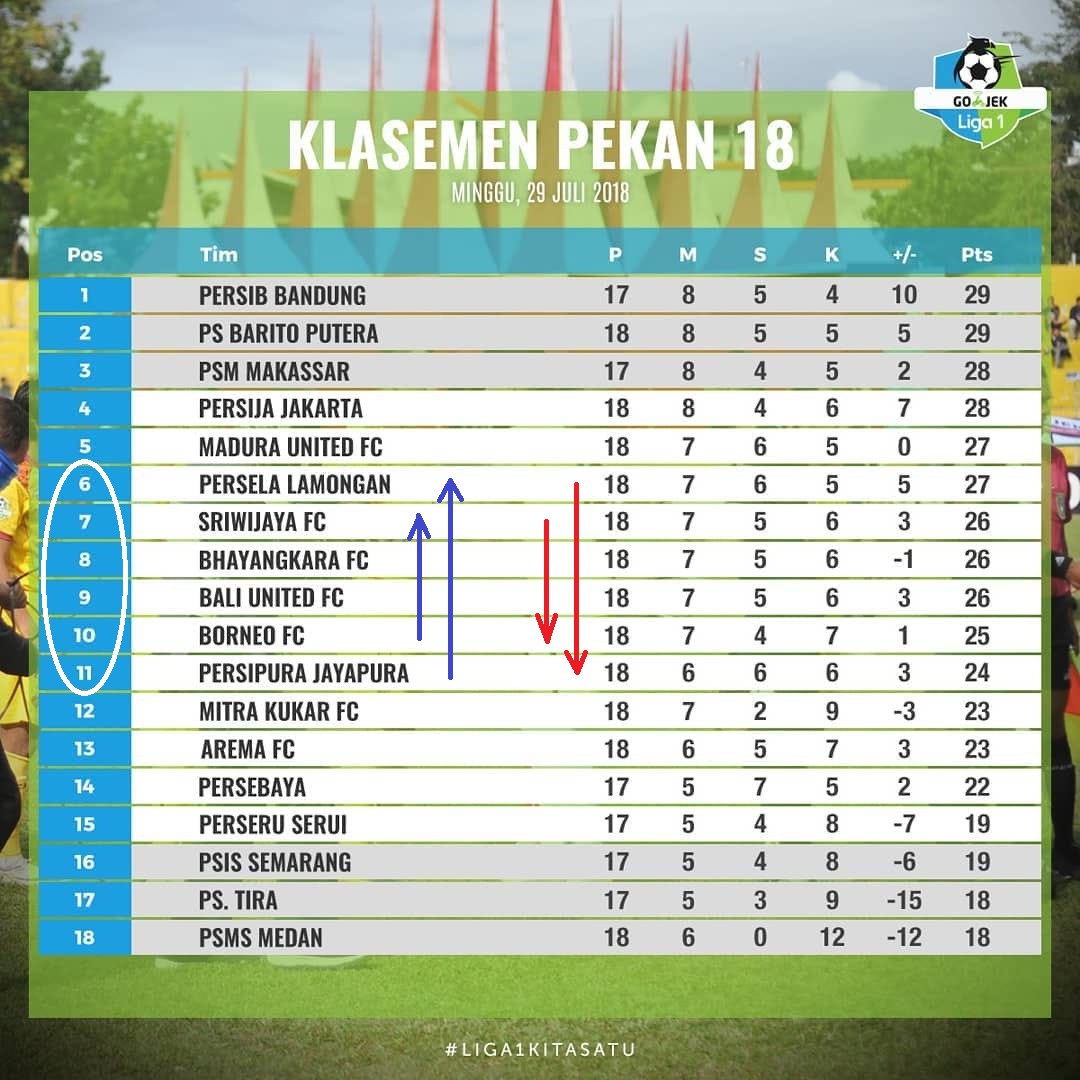 GO JEK
Liga 1
KLASEMEN PEKAN 18
MINGGU, 29 JULI 2018
Pos Tim P M S K +/- Pts
1 PERSIB BANDUNG 17 8 5 4 10 29
2 PS BARITO PUTERA 18 8 5 5 5 29
3 PSM MAKASSAR 17 8 4 5 2 28
4 PERSIJA JAKARTA 18 8 4 6 7 28
5 MADURA UNITED FC 18 7 6 5 0 27
6 PERSELA LAMONGAN 18 7 6 5 5 27
7 SRIWIJAYA FC 18 7 5 6 3 26
8 BHAYANGKARA FC 18 7 5 6 -1 26
9 BALI UNITED FC 18 7 5 6 3 26
10 BORNEO FC 18 7 4 7 1 25
11 PERSIPURA JAYAPURA 18 6 6 6 3 24
12 MITRA KUKAR FC 18 7 2 9 -3 23
13 AREMA FC 18 6 5 7 3 23
14 PERSEBAYA 17 5 7 5 2 22
15 PERSERU SERUI 17 5 4 8 -7 19
16 PSIS SEMARANG 17 5 4 8 -6 19
17 PS. TIRA 17 5 3 9 -15 18
18 PSMS MEDAN 18 6 0 12 -12 18
#LIGA1KITASATU